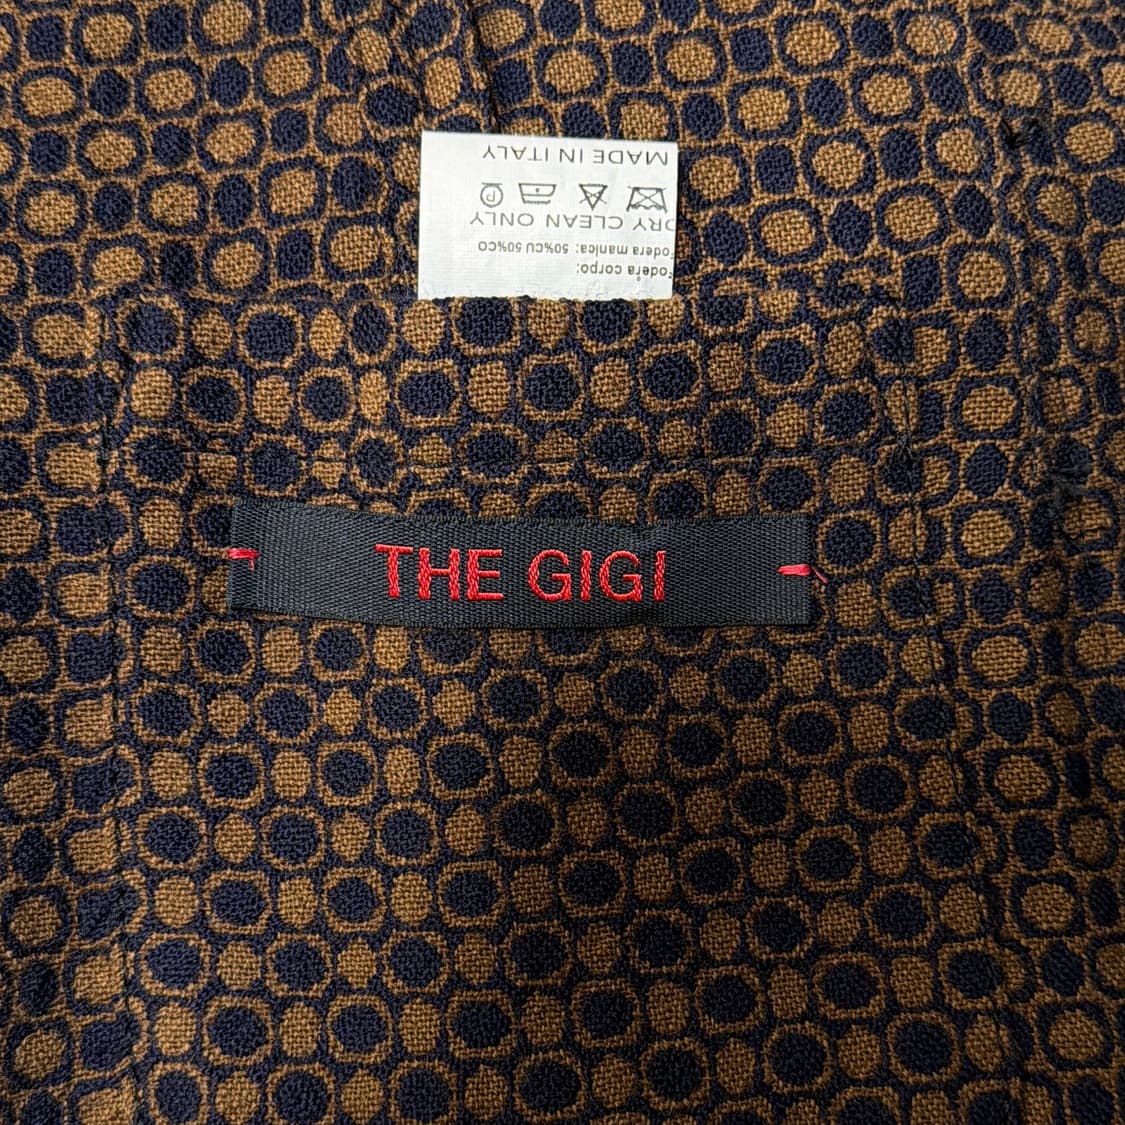 MADE IN ITALY
P
DRY CLEAN ONLY
odera manica: 50%CU 50%CO
odera corpo:
THE GIGI